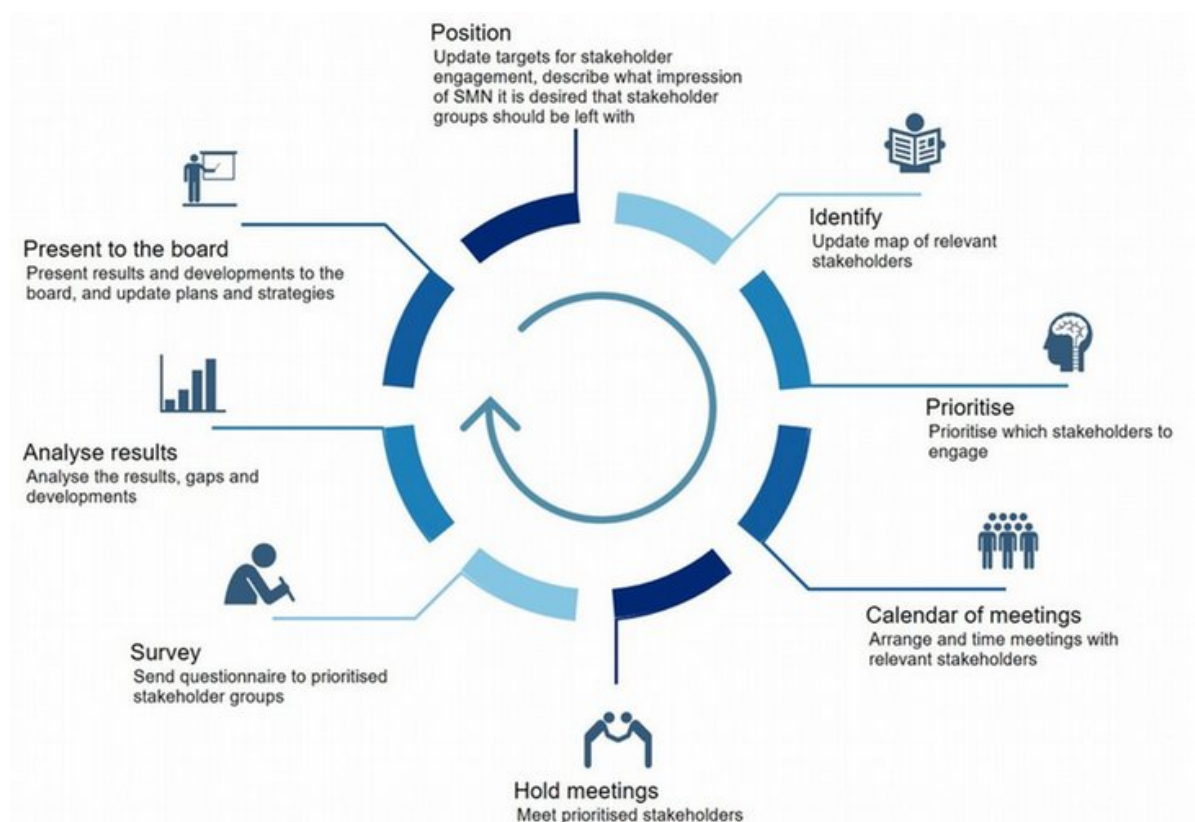 Position
Update targets for stakeholder
engagement, describe what impression
of SMN it is desired that stakeholder
groups should be left with
Identify
Update map of relevant
stakeholders
Prioritise
Prioritise which stakeholders to
engage
Calendar of meetings
Arrange and time meetings with
relevant stakeholders
Hold meetings
Meet prioritised stakeholders
Survey
Send questionnaire to prioritised
stakeholder groups
Analyse results
Analyse the results, gaps and
developments
Present to the board
Present results and developments to the
board, and update plans and strategies